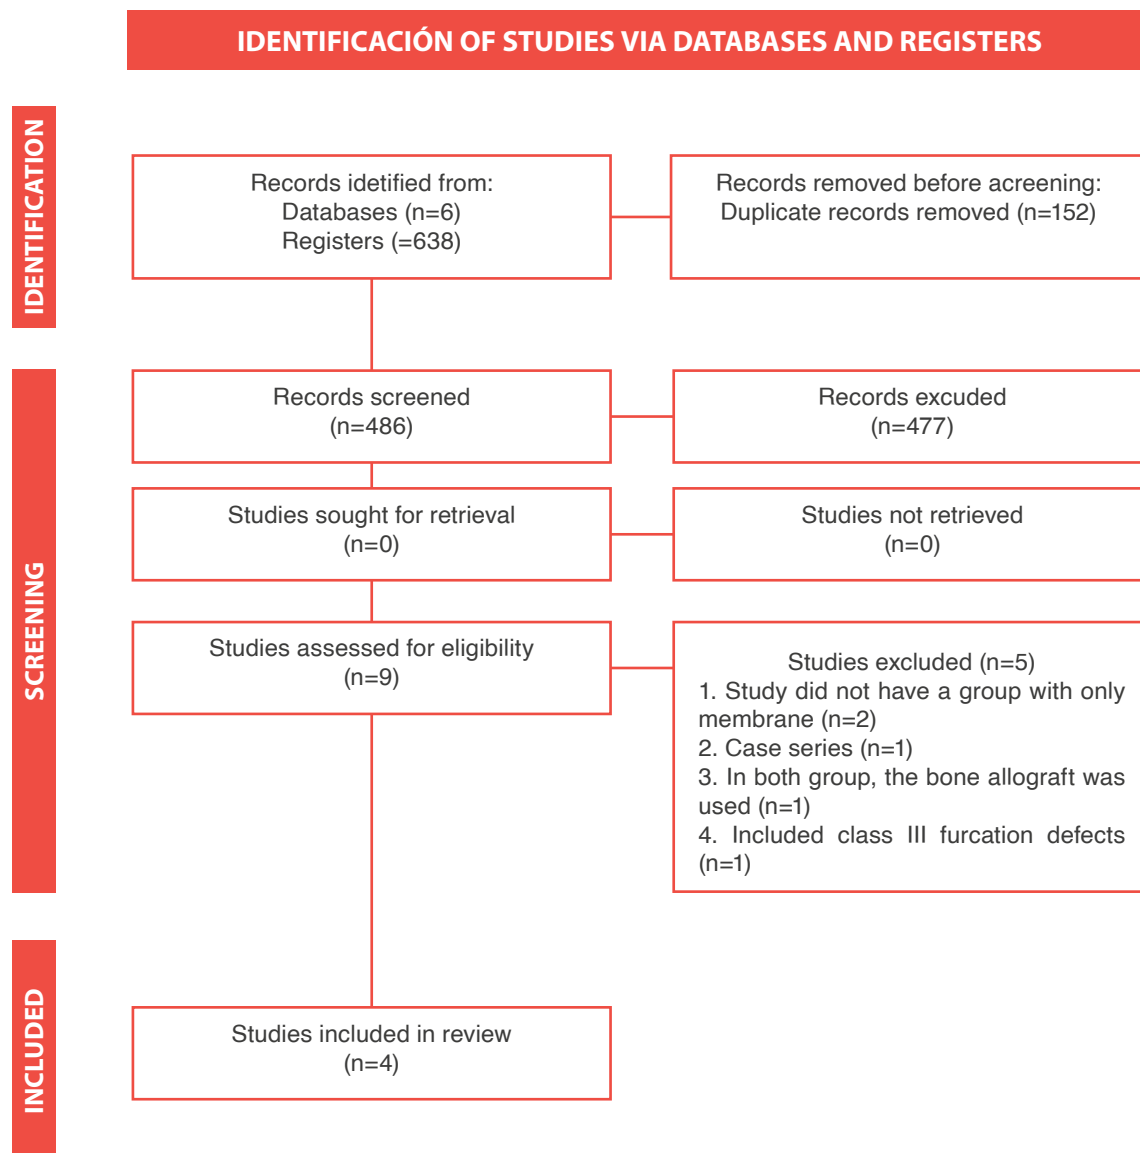 IDENTIFICACIÓN OF STUDIES VIA DATABASES AND REGISTERS
IDENTIFICATION
Records idetified from:
Databases (n=6)
Registers (=638)
Records removed before acreening:
Duplicate records removed (n=152)
SCREENING
Records screened
(n=486)
Records excuded
(n=477)
Studies sought for retrieval
(n=0)
Studies not retrieved
(n=0)
Studies assessed for eligibility
(n=9)
Studies excluded (n=5)
1. Study did not have a group with only
membrane (n=2)
2. Case series (n=1)
3. In both group, the bone allograft was
used (n=1)
4. Included class III furcation defects
(n=1)
INCLUDED
Studies included in review
(n=4)